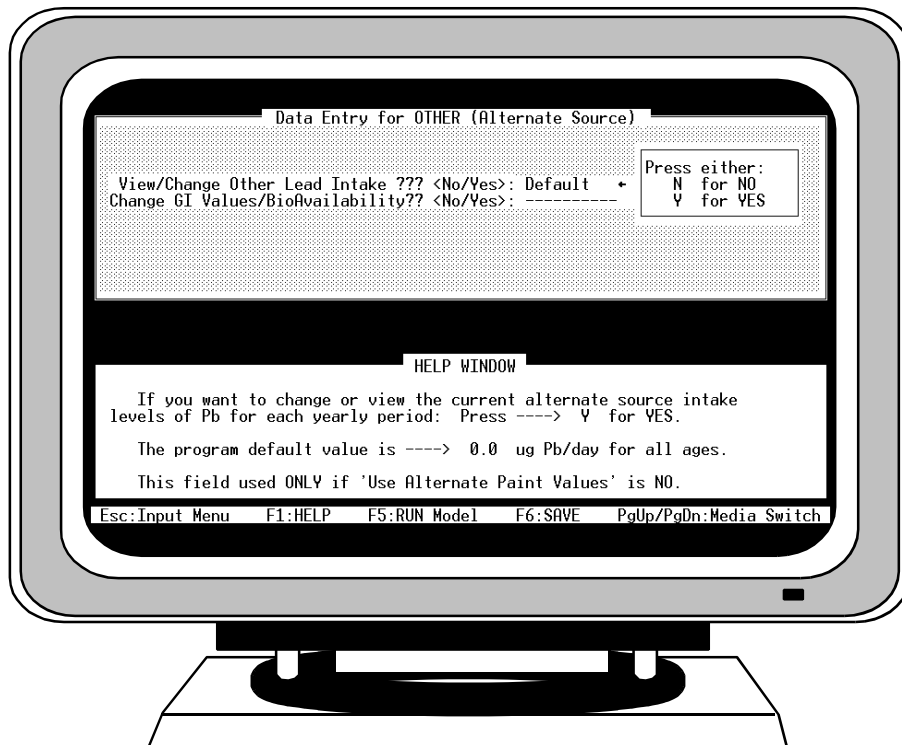 Data Entry for OTHER (Alternate Source)
View/Change Other Lead Intake ??? <No/Yes>: Default ←
Change GI Values/BioAvailability?? <No/Yes>: ----------
Press either:
N for NO
Y for YES
HELP WINDOW
If you want to change or view the current alternate source intake
levels of Pb for each yearly period: Press ----> Y for YES.
The program default value is ----> 0.0 ug Pb/day for all ages.
This field used ONLY if 'Use Alternate Paint Values' is NO.
Esc:Input Menu F1:HELP F5:RUN Model F6:SAVE PgUp/PgDn:Media Switch